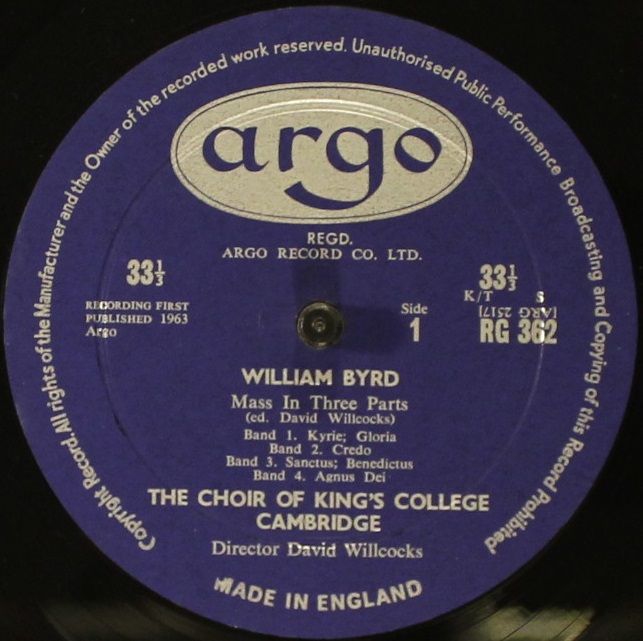 Copyright Record. All rights of the Manufacturer and the Owner of the recorded work reserved. Unauthorised Public Performance Broadcasting and Copying of this Record Prohibited
argo
REGD.
ARGO RECORD CO. LTD.
33⅓
33⅓
RECORDING FIRST
PUBLISHED 1963
Argo
Side
1
K/T S
[ARG 2517]
RG 362
WILLIAM BYRD
Mass In Three Parts
(ed. David Willcocks)
Band 1. Kyrie; Gloria
Band 2. Credo
Band 3. Sanctus; Benedictus
Band 4. Agnus Dei
THE CHOIR OF KING'S COLLEGE
CAMBRIDGE
Director David Willcocks
MADE IN ENGLAND